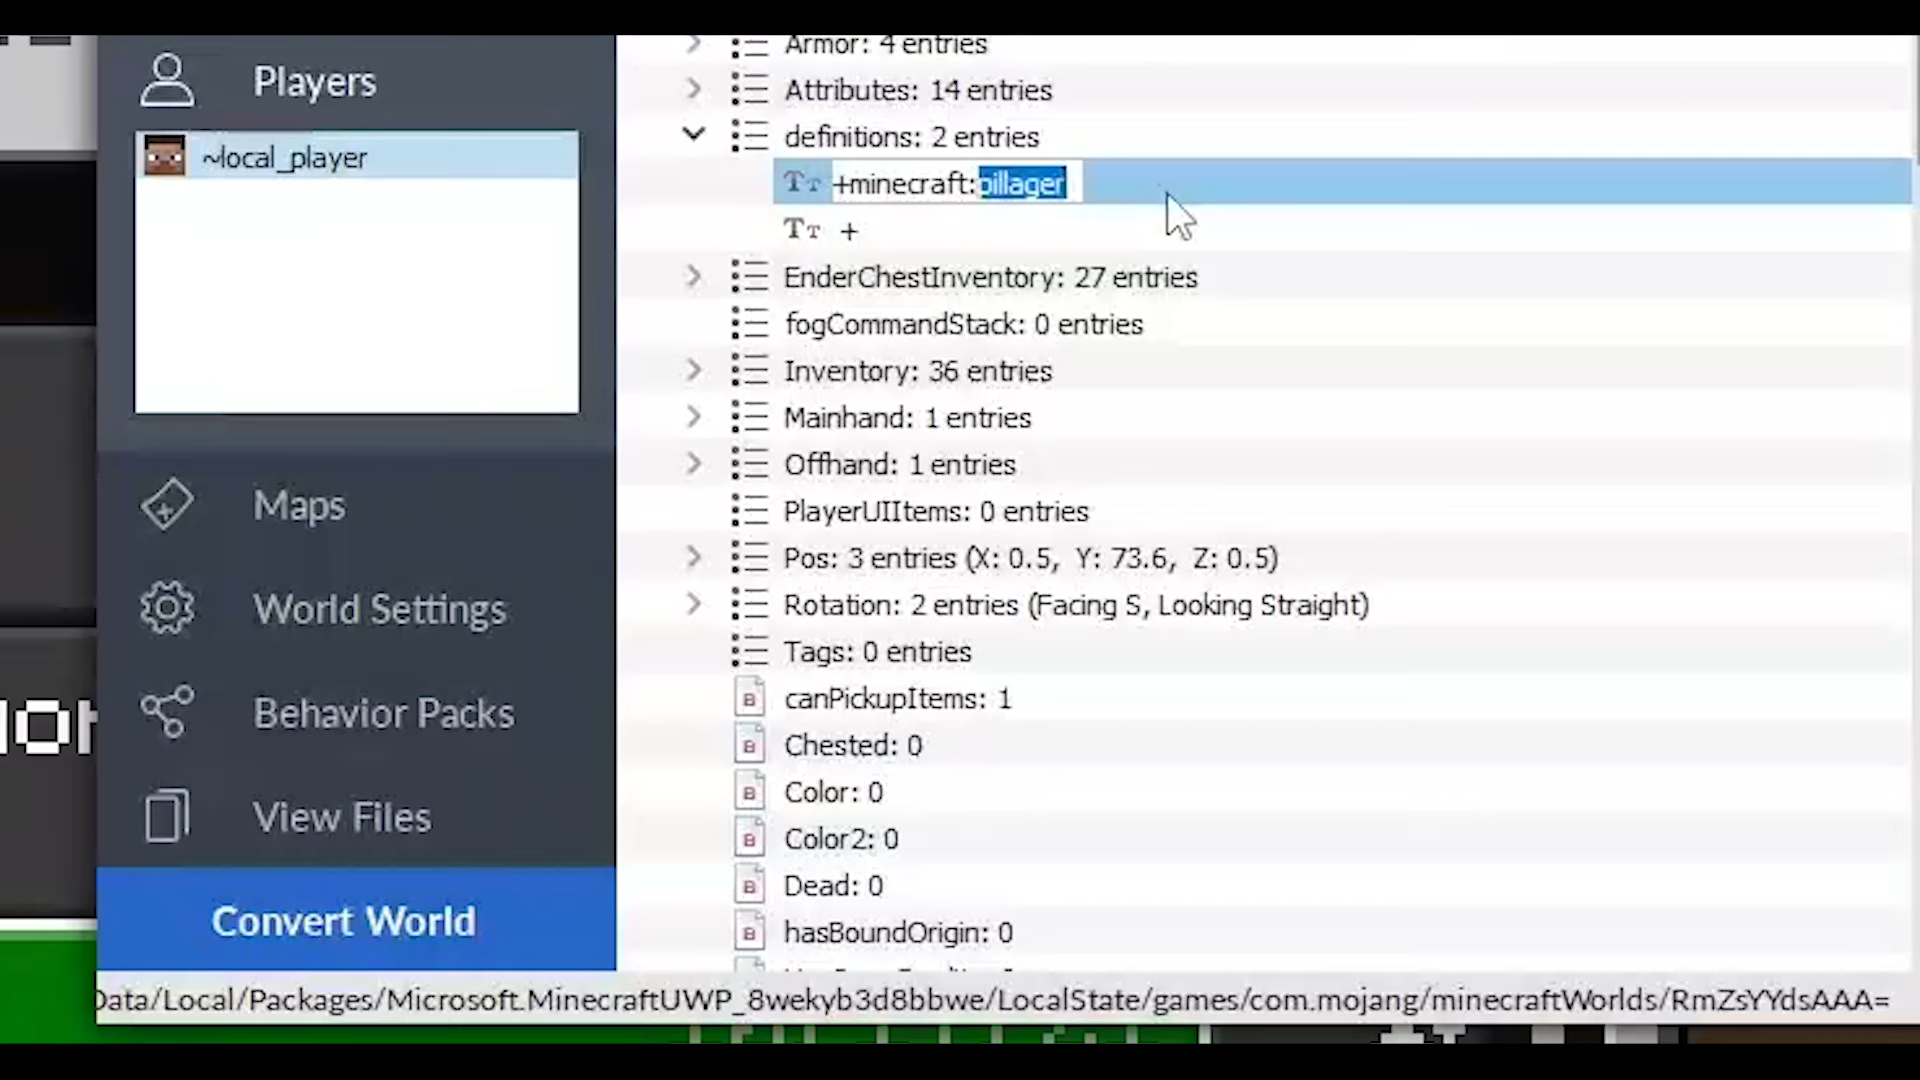 Players
~local_player
Maps
World Settings
Behavior Packs
View Files
Convert World
Armor: 4 entries
Attributes: 14 entries
definitions: 2 entries
+minecraft:pillager
+
EnderChestInventory: 27 entries
fogCommandStack: 0 entries
Inventory: 36 entries
Mainhand: 1 entries
Offhand: 1 entries
PlayerUIItems: 0 entries
Pos: 3 entries (X: 0.5, Y: 73.6, Z: 0.5)
Rotation: 2 entries (Facing S, Looking Straight)
Tags: 0 entries
canPickupItems: 1
Chested: 0
Color: 0
Color2: 0
Dead: 0
hasBoundOrigin: 0
Data/Local/Packages/Microsoft.MinecraftUWP_8wekyb3d8bbwe/LocalState/games/com.mojang/minecraftWorlds/RmZsYYdsAAA=